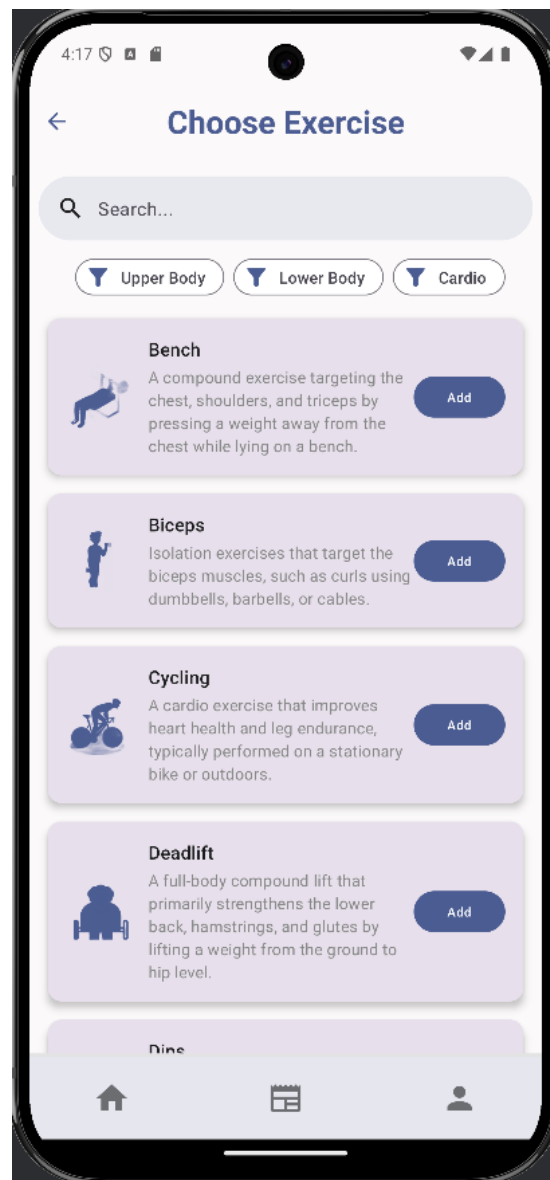 4:17
Choose Exercise
Search...
Upper Body
Lower Body
Cardio
Bench
A compound exercise targeting the
chest, shoulders, and triceps by
pressing a weight away from the
chest while lying on a bench.
Add
Biceps
Isolation exercises that target the
biceps muscles, such as curls using
dumbbells, barbells, or cables.
Add
Cycling
A cardio exercise that improves
heart health and leg endurance,
typically performed on a stationary
bike or outdoors.
Add
Deadlift
A full-body compound lift that
primarily strengthens the lower
back, hamstrings, and glutes by
lifting a weight from the ground to
hip level.
Add
Dips